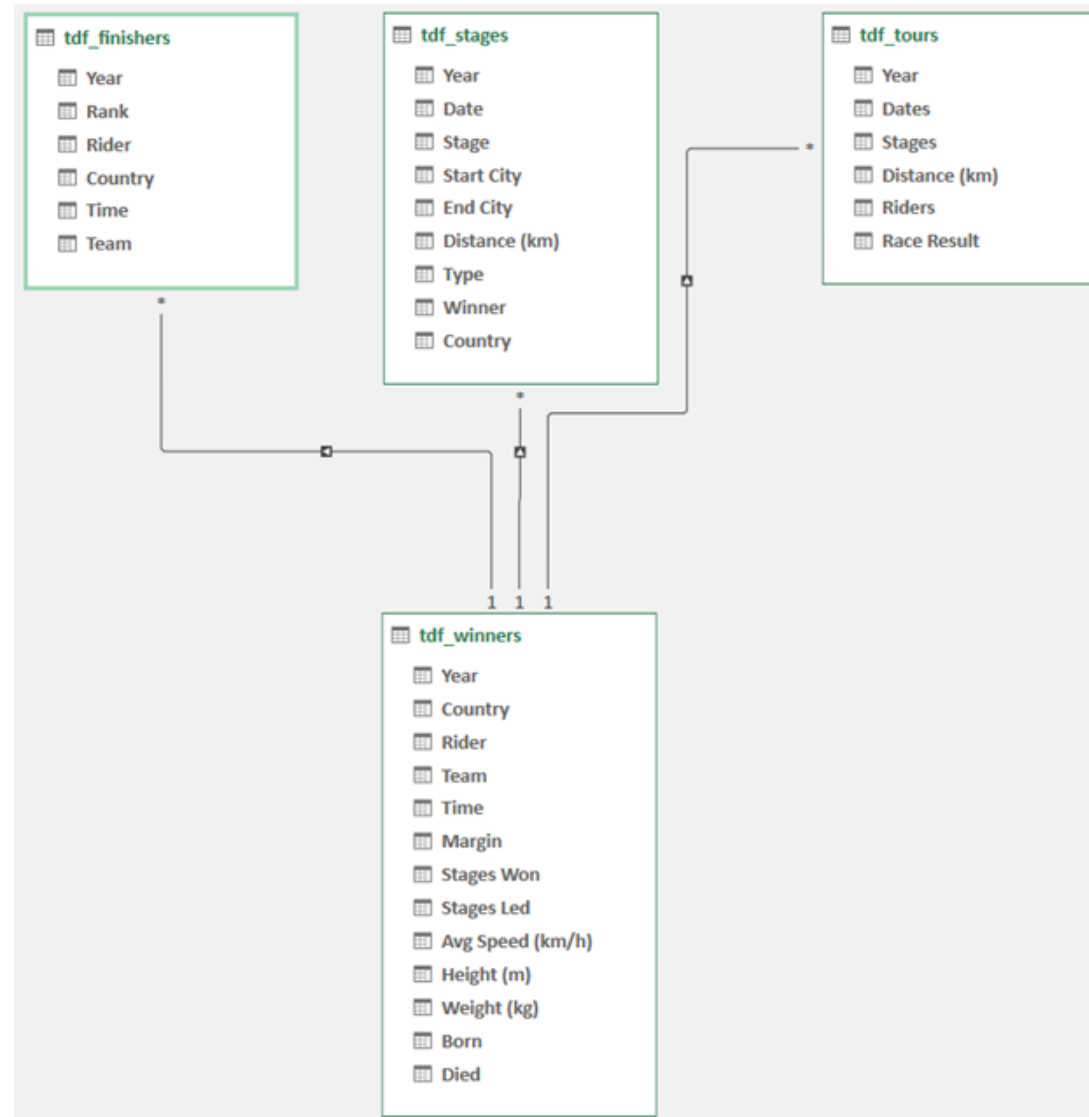 tdf_finishers
Year
Rank
Rider
Country
Time
Team
*
tdf_stages
Year
Date
Stage
Start City
End City
Distance (km)
Type
Winner
Country
*
tdf_tours
Year
Dates
Stages
Distance (km)
Riders
Race Result
*
1 1 1
tdf_winners
Year
Country
Rider
Team
Time
Margin
Stages Won
Stages Led
Avg Speed (km/h)
Height (m)
Weight (kg)
Born
Died